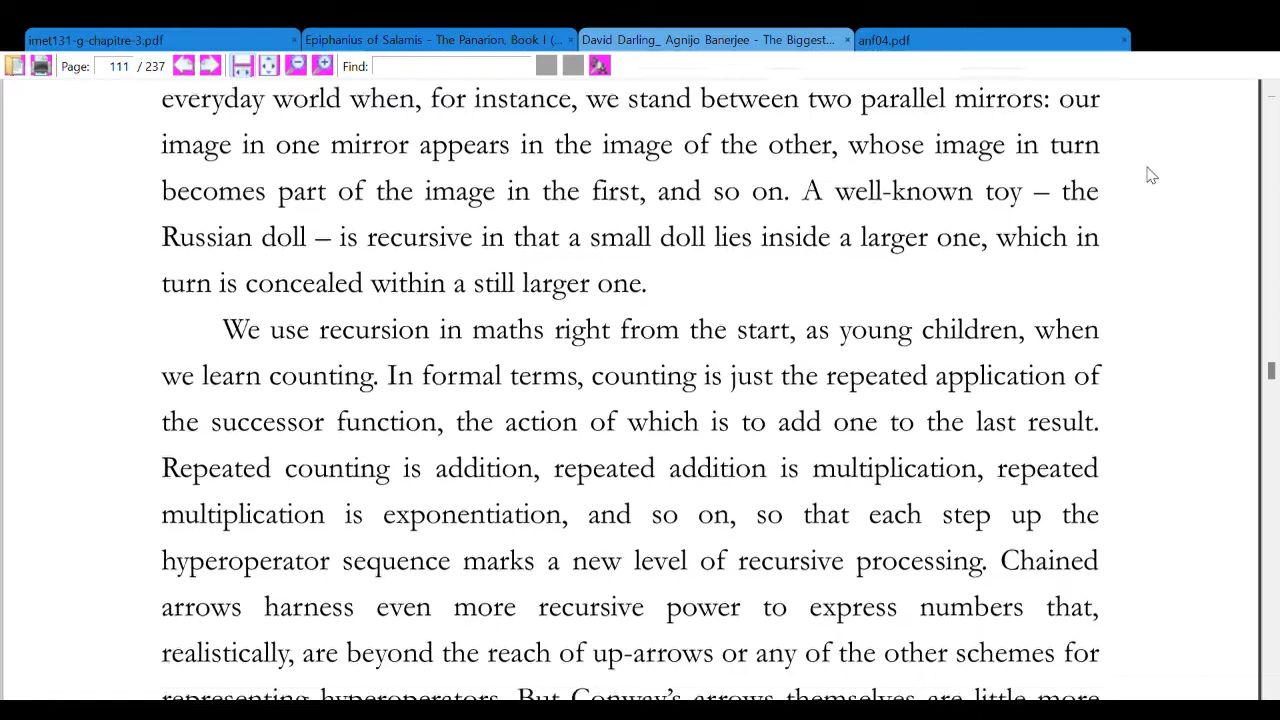 imet131-g-chapitre-3.pdf
Epiphanius of Salamis - The Panarion, Book I (...
David Darling_ Agnijo Banerjee - The Biggest...
anf04.pdf
Page: 111 / 237
Find:
everyday world when, for instance, we stand between two parallel mirrors: our
image in one mirror appears in the image of the other, whose image in turn
becomes part of the image in the first, and so on. A well-known toy – the
Russian doll – is recursive in that a small doll lies inside a larger one, which in
turn is concealed within a still larger one.
We use recursion in maths right from the start, as young children, when
we learn counting. In formal terms, counting is just the repeated application of
the successor function, the action of which is to add one to the last result.
Repeated counting is addition, repeated addition is multiplication, repeated
multiplication is exponentiation, and so on, so that each step up the
hyperoperator sequence marks a new level of recursive processing. Chained
arrows harness even more recursive power to express numbers that,
realistically, are beyond the reach of up-arrows or any of the other schemes for
representing hyperoperators. But Conway's arrows themselves are little more